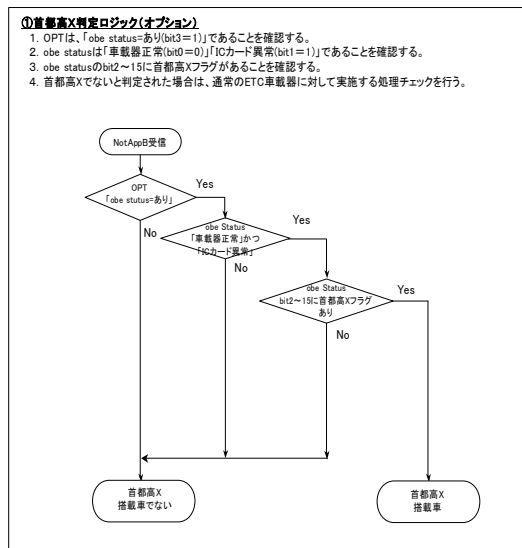 ①首都高X判定ロジック(オプション)
1. OPTは、「obe status=あり(bit3=1)」であることを確認する。
2. obe statusは「車載器正常(bit0=0)」「ICカード異常(bit1=1)」であることを確認する。
3. obe statusのbit2～15に首都高Xフラグがあることを確認する。
4. 首都高Xでないと判定された場合は、通常のETC車載器に対して実施する処理チェックを行う。
NotAppB受信
OPT
「obe stutus=あり」
Yes
No
obe Status
「車載器正常」かつ
「ICカード異常」
Yes
No
obe Status
bit2～15に首都高Xフラグ
あり
Yes
No
首都高X
搭載車でない
首都高X
搭載車